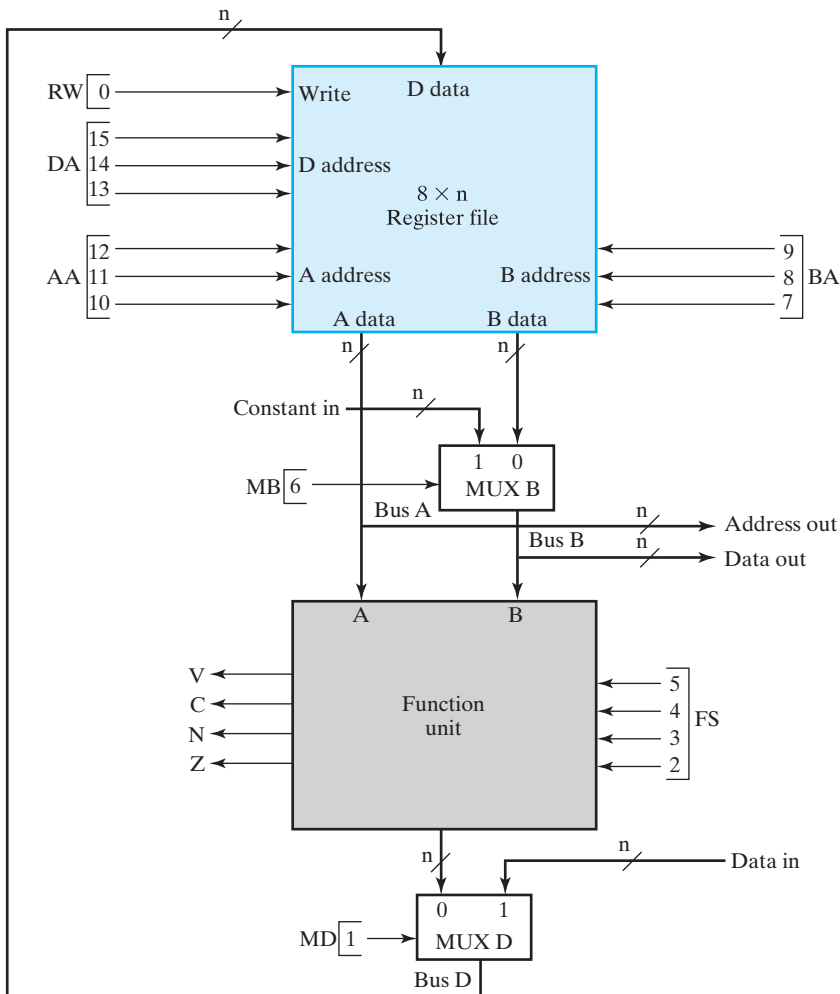 n
RW 0
Write
D data
15
DA 14
D address
13
8 × n
Register file
12
AA 11
A address
10
9
B address
8 BA
7
A data
B data
n
n
Constant in
n
1 0
MUX B
MB 6
Bus A
n
Address out
Bus B
n
Data out
A
B
V
C
N
Z
Function
unit
5
4
FS
3
2
n
n
Data in
0 1
MUX D
MD 1
Bus D